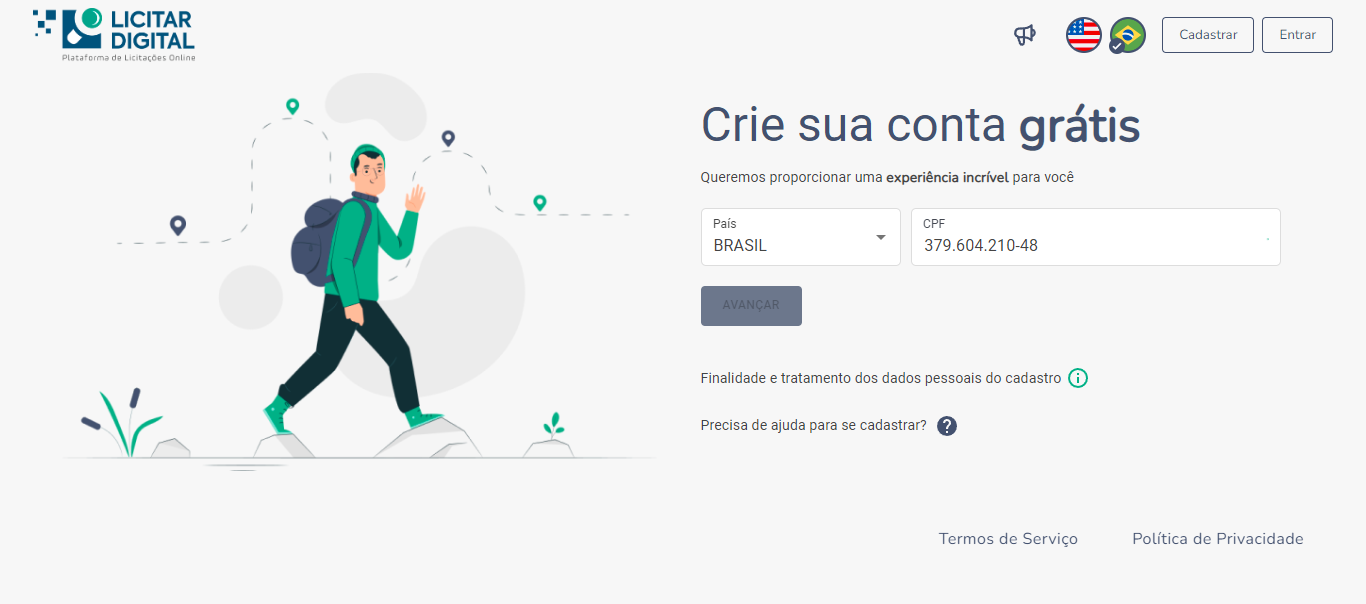 LICITAR
DIGITAL
Plataforma de Licitações Online
Cadastrar
Entrar
Crie sua conta grátis
Queremos proporcionar uma experiência incrível para você
País
BRASIL
CPF
379.604.210-48
AVANÇAR
Finalidade e tratamento dos dados pessoais do cadastro
Precisa de ajuda para se cadastrar?
Termos de Serviço
Política de Privacidade